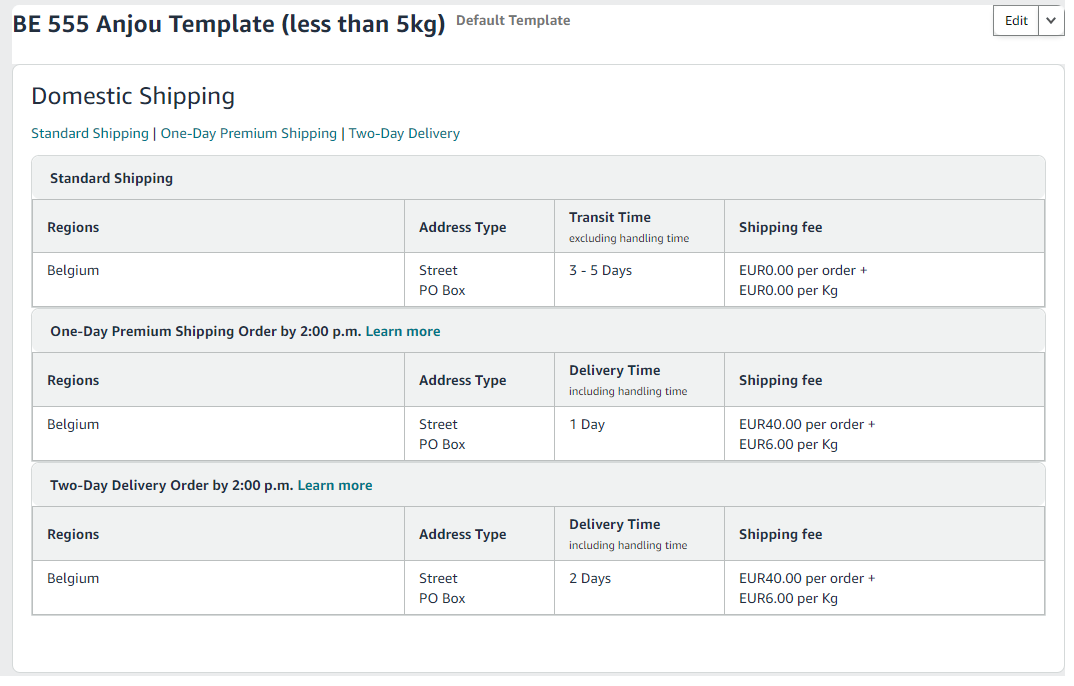 BE 555 Anjou Template (less than 5kg) Default Template
Edit
Domestic Shipping
Standard Shipping | One-Day Premium Shipping | Two-Day Delivery
Standard Shipping
Regions
Address Type
Transit Time
excluding handling time
Shipping fee
Belgium
Street
PO Box
3 - 5 Days
EUR0.00 per order +
EUR0.00 per Kg
One-Day Premium Shipping Order by 2:00 p.m. Learn more
Regions
Address Type
Delivery Time
including handling time
Shipping fee
Belgium
Street
PO Box
1 Day
EUR40.00 per order +
EUR6.00 per Kg
Two-Day Delivery Order by 2:00 p.m. Learn more
Regions
Address Type
Delivery Time
including handling time
Shipping fee
Belgium
Street
PO Box
2 Days
EUR40.00 per order +
EUR6.00 per Kg